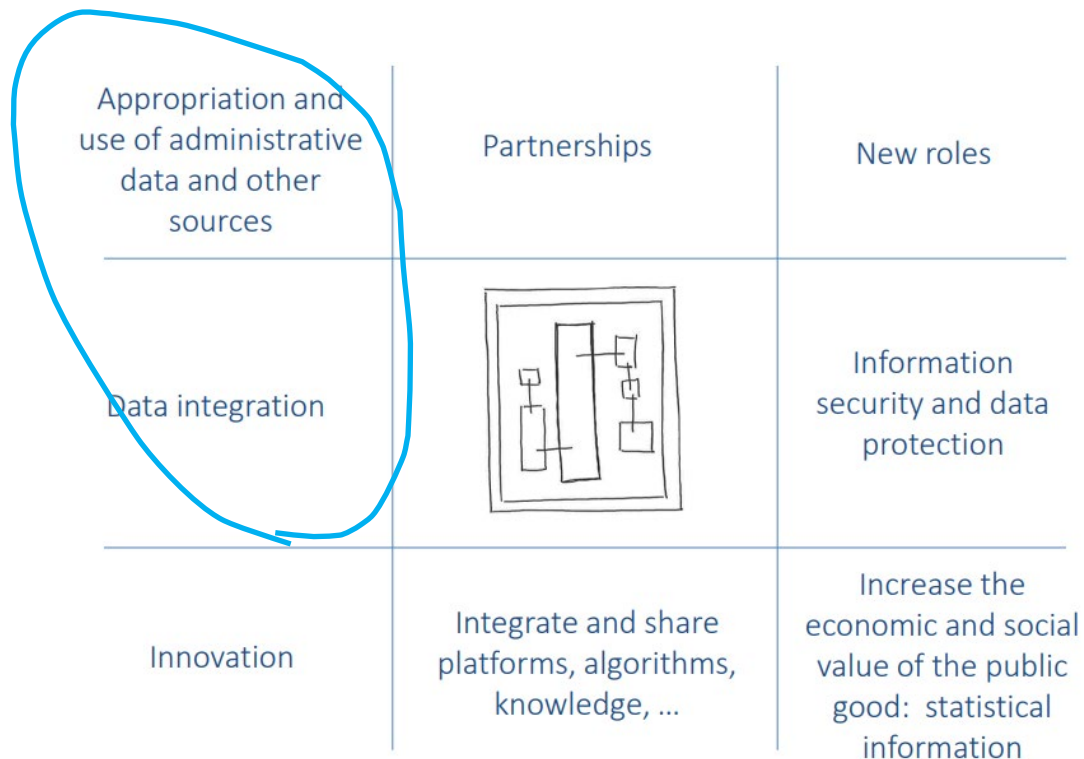 Appropriation and
use of administrative
data and other
sources
Partnerships
New roles
Data integration
Information
security and data
protection
Innovation
Integrate and share
platforms, algorithms,
knowledge, ...
Increase the
economic and social
value of the public
good:  statistical
information